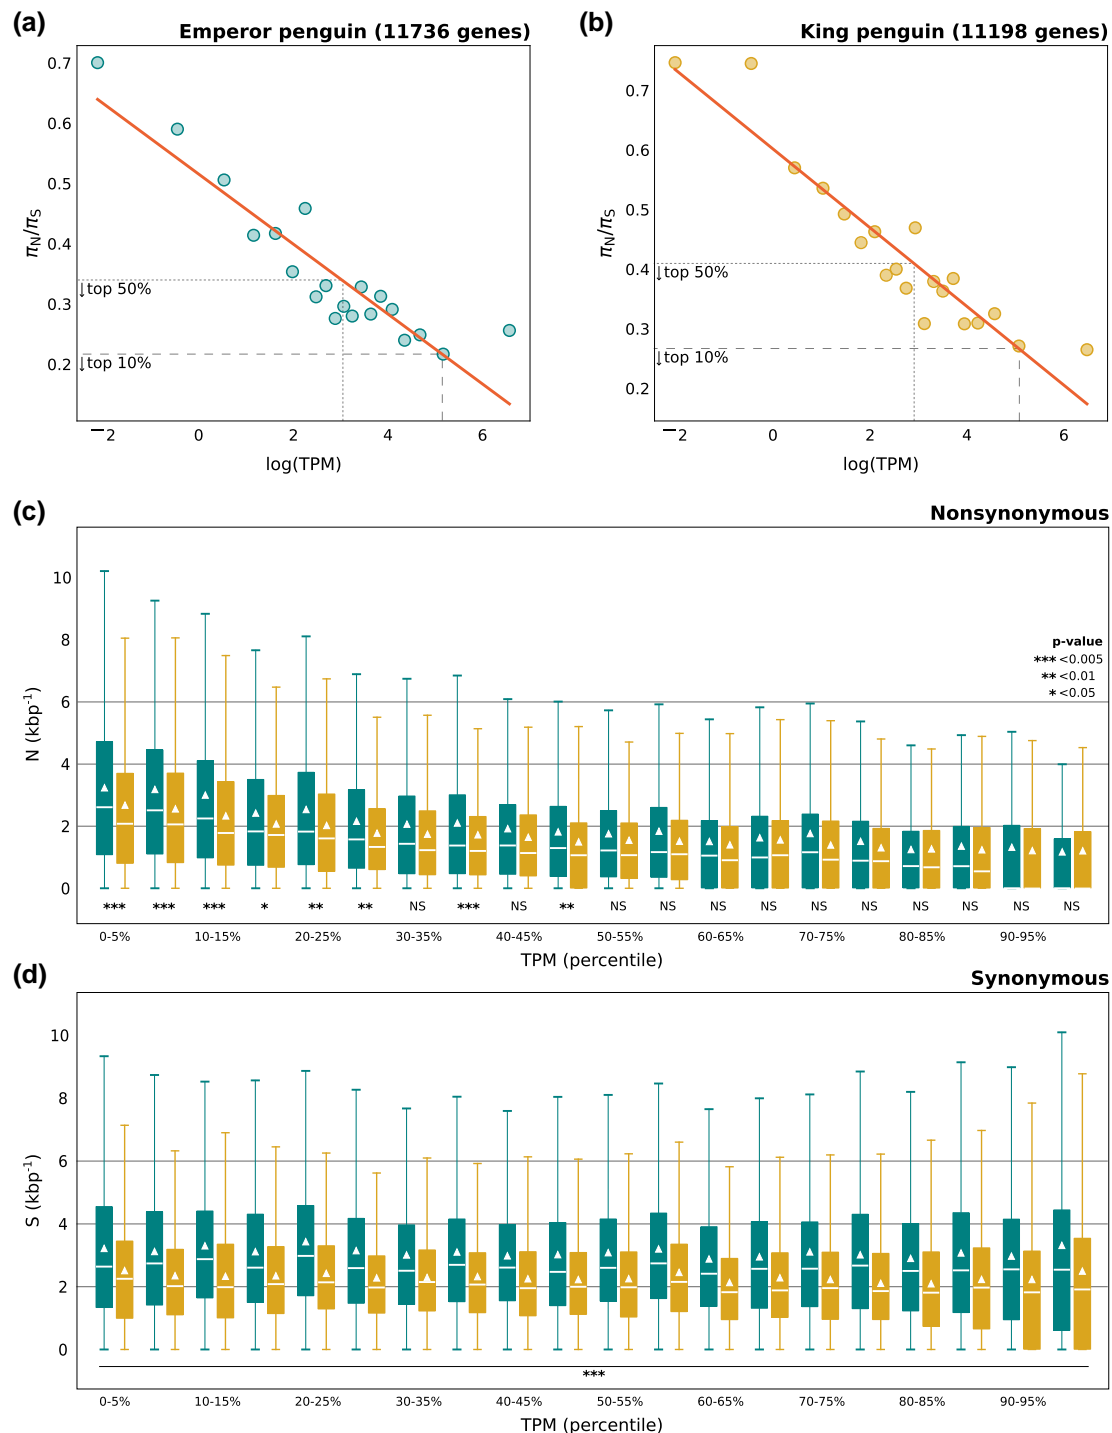 (a)
Emperor penguin (11736 genes)
0.7
0.6
0.5
0.4
0.3
0.2
πN/πS
↓top 50%
↓top 10%
−2 0 2 4 6
log(TPM)
(b)
King penguin (11198 genes)
0.7
0.6
0.5
0.4
0.3
0.2
πN/πS
↓top 50%
↓top 10%
−2 0 2 4 6
log(TPM)
(c)
Nonsynonymous
10
8
6
4
2
0
N (kbp-1)
p-value
*** <0.005
** <0.01
* <0.05
*** *** *** * ** ** NS *** NS ** NS NS NS NS NS NS NS NS NS NS
0-5% 10-15% 20-25% 30-35% 40-45% 50-55% 60-65% 70-75% 80-85% 90-95%
TPM (percentile)
(d)
Synonymous
10
8
6
4
2
0
S (kbp-1)
***
0-5% 10-15% 20-25% 30-35% 40-45% 50-55% 60-65% 70-75% 80-85% 90-95%
TPM (percentile)